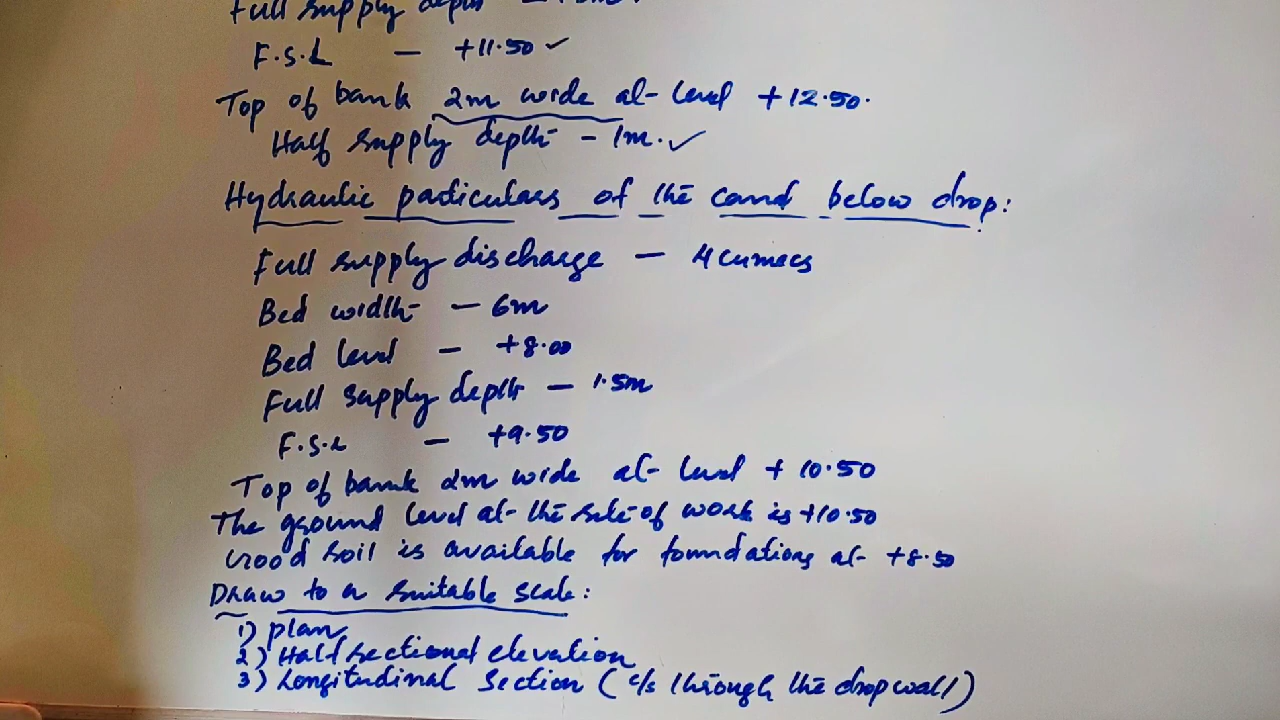 Full supply depth -
F.S.L - +11.50 ✓
Top of bank 2m wide at level +12.50.
Half supply depth - 1m. ✓
Hydraulic particulars of the canal below drop:
Full supply discharge - 4 cumecs
Bed width - 6m
Bed level - +8.00
Full supply depth - 1.5m
F.S.L - +9.50
Top of bank 2m wide at level + 10.50
The ground level at the site of work is +10.50
Good soil is available for foundations at +8.50
Draw to a suitable scale:
1) plan
2) Half sectional elevation
3) Longitudinal Section (c/s through the drop wall)